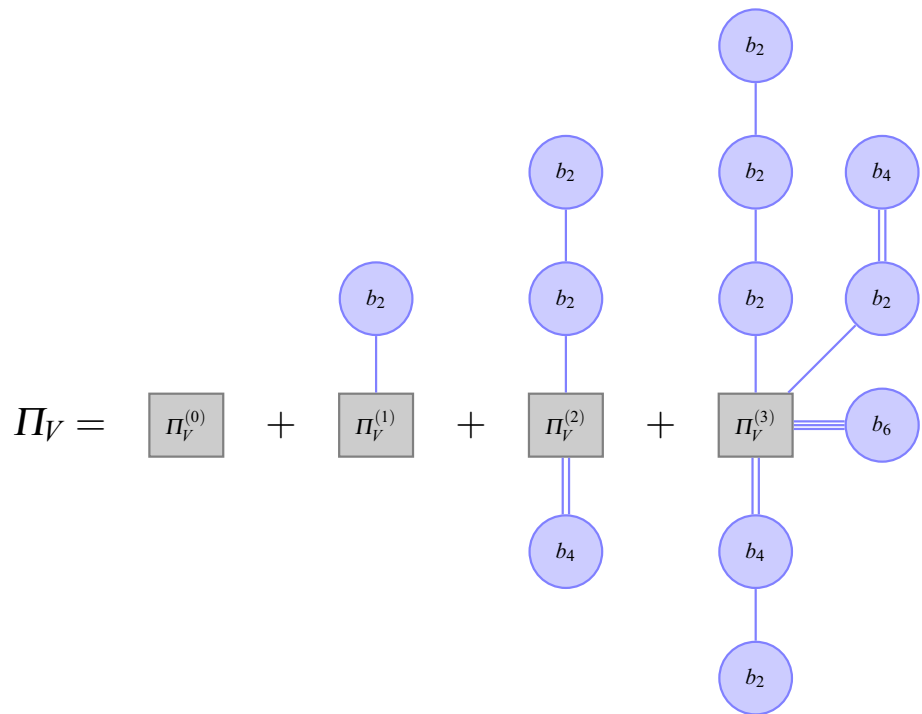 b₂
b₂ b₂ b₄
b₂ b₂ b₂ b₂
Π_V = Π_V^{(0)} + Π_V^{(1)} + Π_V^{(2)} + Π_V^{(3)} b₆
b₄ b₄
b₂